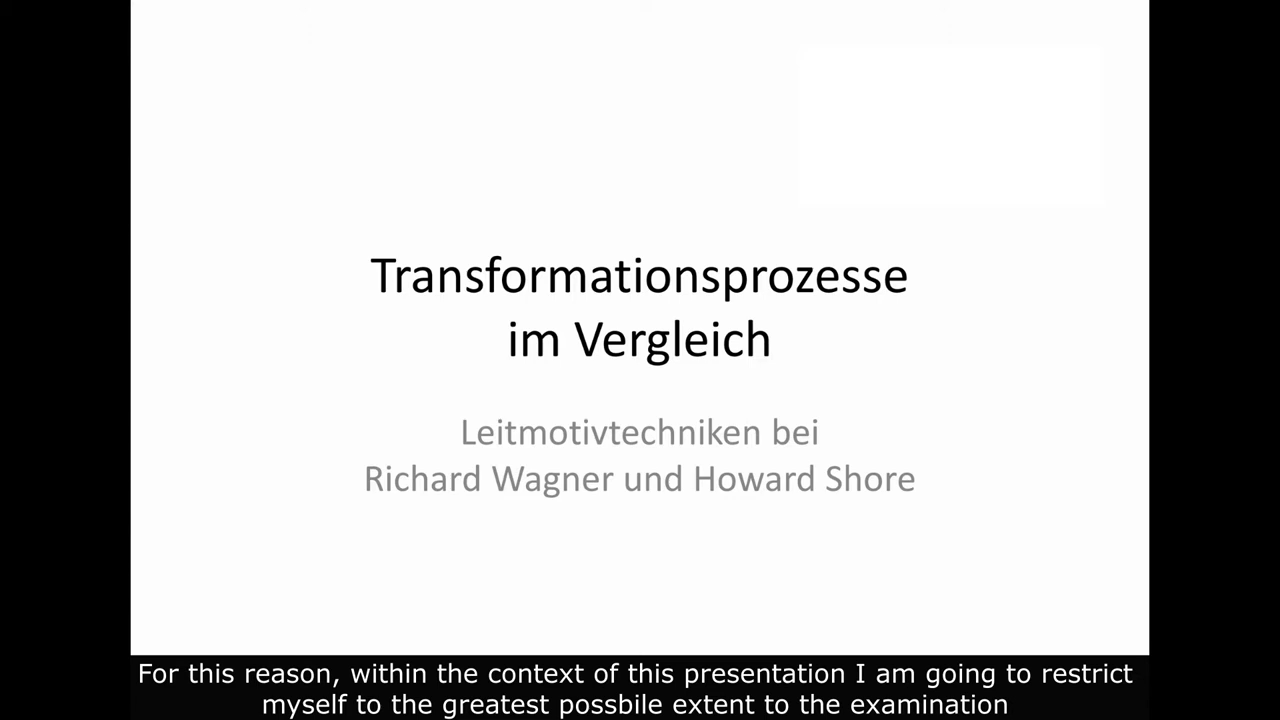 Transformationsprozesse
im Vergleich
Leitmotivtechniken bei
Richard Wagner und Howard Shore
For this reason, within the context of this presentation I am going to restrict
myself to the greatest possbile extent to the examination